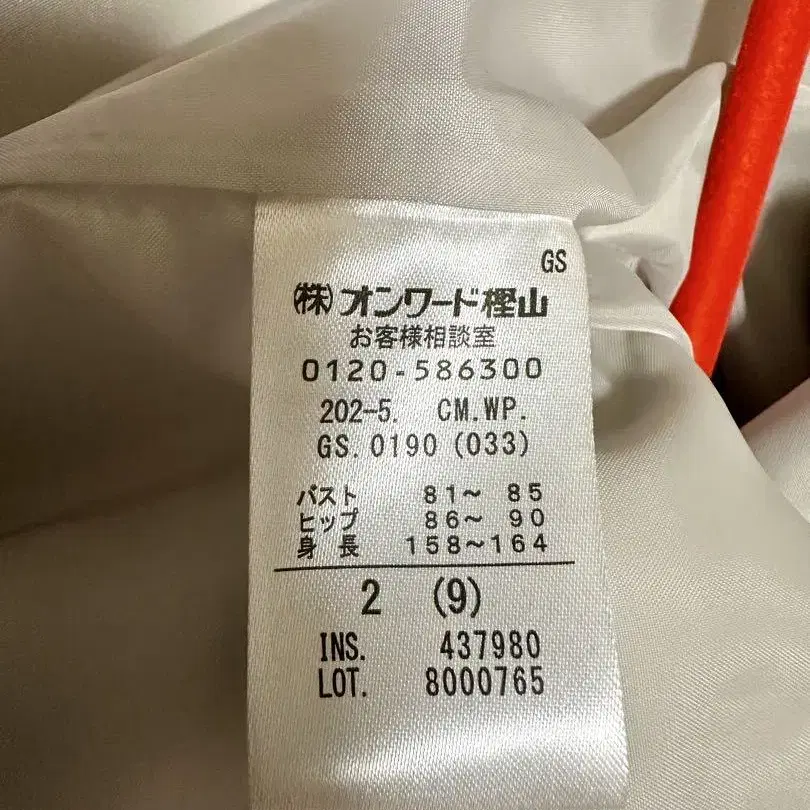 GS
㈱オンワード樫山
お客様相談室
0120-586300
202-5. CM.WP.
GS.0190 (033)
バスト 81～ 85
ヒップ 86～ 90
身 長 158～164
2 (9)
INS. 437980
LOT. 8000765